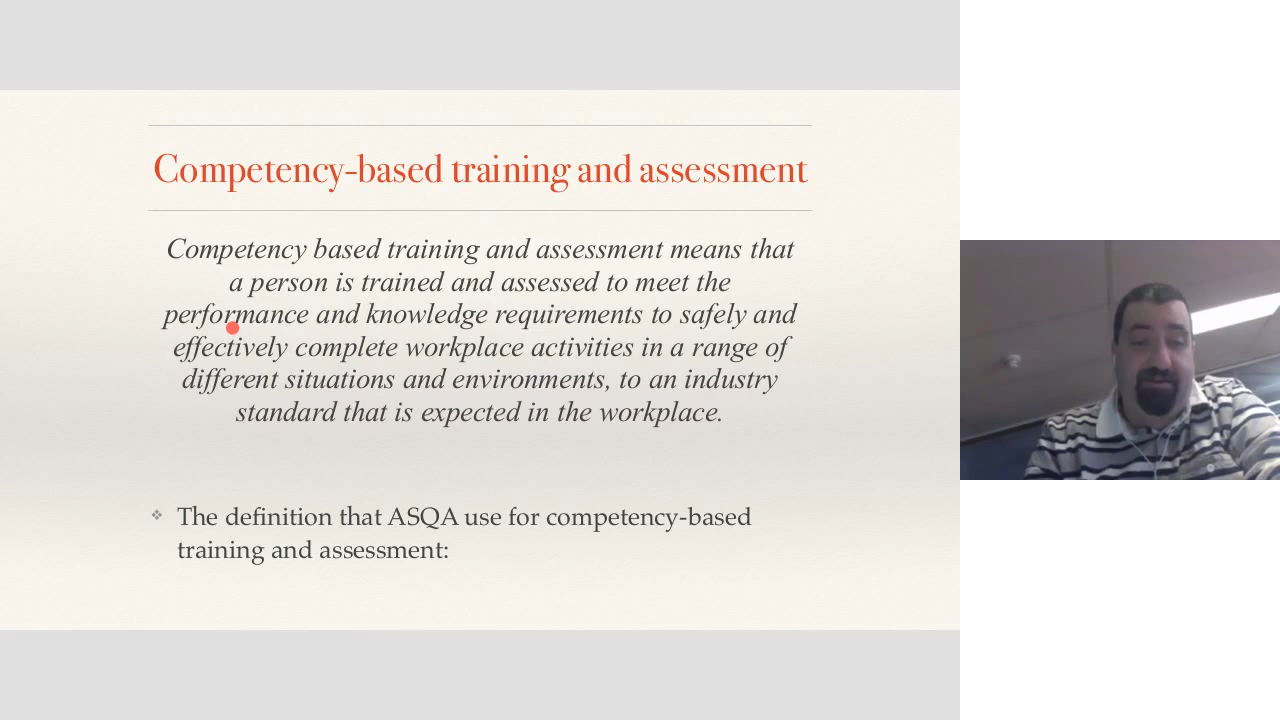 Competency-based training and assessment
Competency based training and assessment means that
a person is trained and assessed to meet the
performance and knowledge requirements to safely and
effectively complete workplace activities in a range of
different situations and environments, to an industry
standard that is expected in the workplace.
The definition that ASQA use for competency-based
training and assessment: